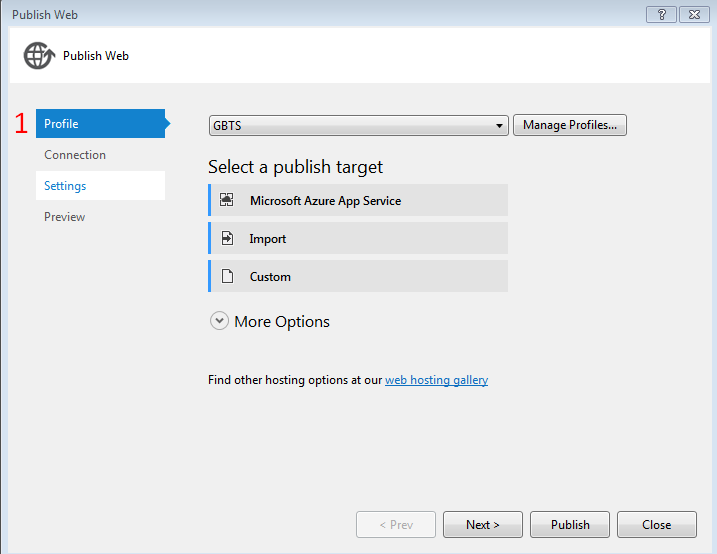 Publish Web
?
Publish Web
1
Profile
Connection
Settings
Preview
GBTS
Manage Profiles...
Select a publish target
Microsoft Azure App Service
Import
Custom
More Options
Find other hosting options at our web hosting gallery
< Prev
Next >
Publish
Close